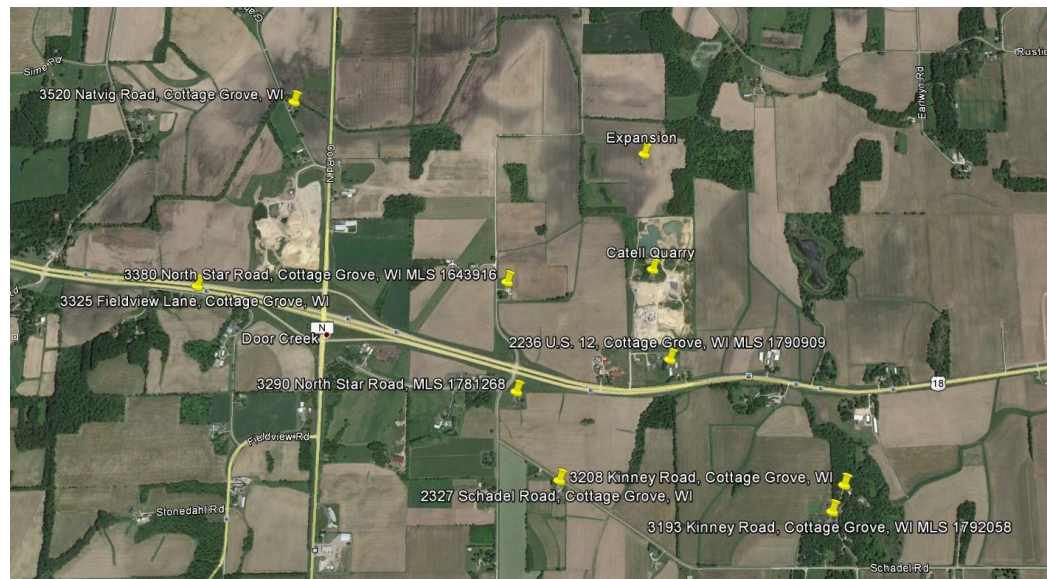 Sime Rd
Rustic
Earlwyn Rd
3520 Natvig Road, Cottage Grove, WI
Expansion
Co Rd N
Catell Quarry
3380 North Star Road, Cottage Grove, WI MLS 1643916
3325 Fieldview Lane, Cottage Grove, WI
N
Door Creek
2236 U.S. 12, Cottage Grove, WI MLS 1790909
3290 North Star Road, MLS 1781268
18
Fieldview Rd
3208 Kinney Road, Cottage Grove, WI
2327 Schadel Road, Cottage Grove, WI
Stonedahl Rd
3193 Kinney Road, Cottage Grove, WI MLS 1792058
Schadel Rd